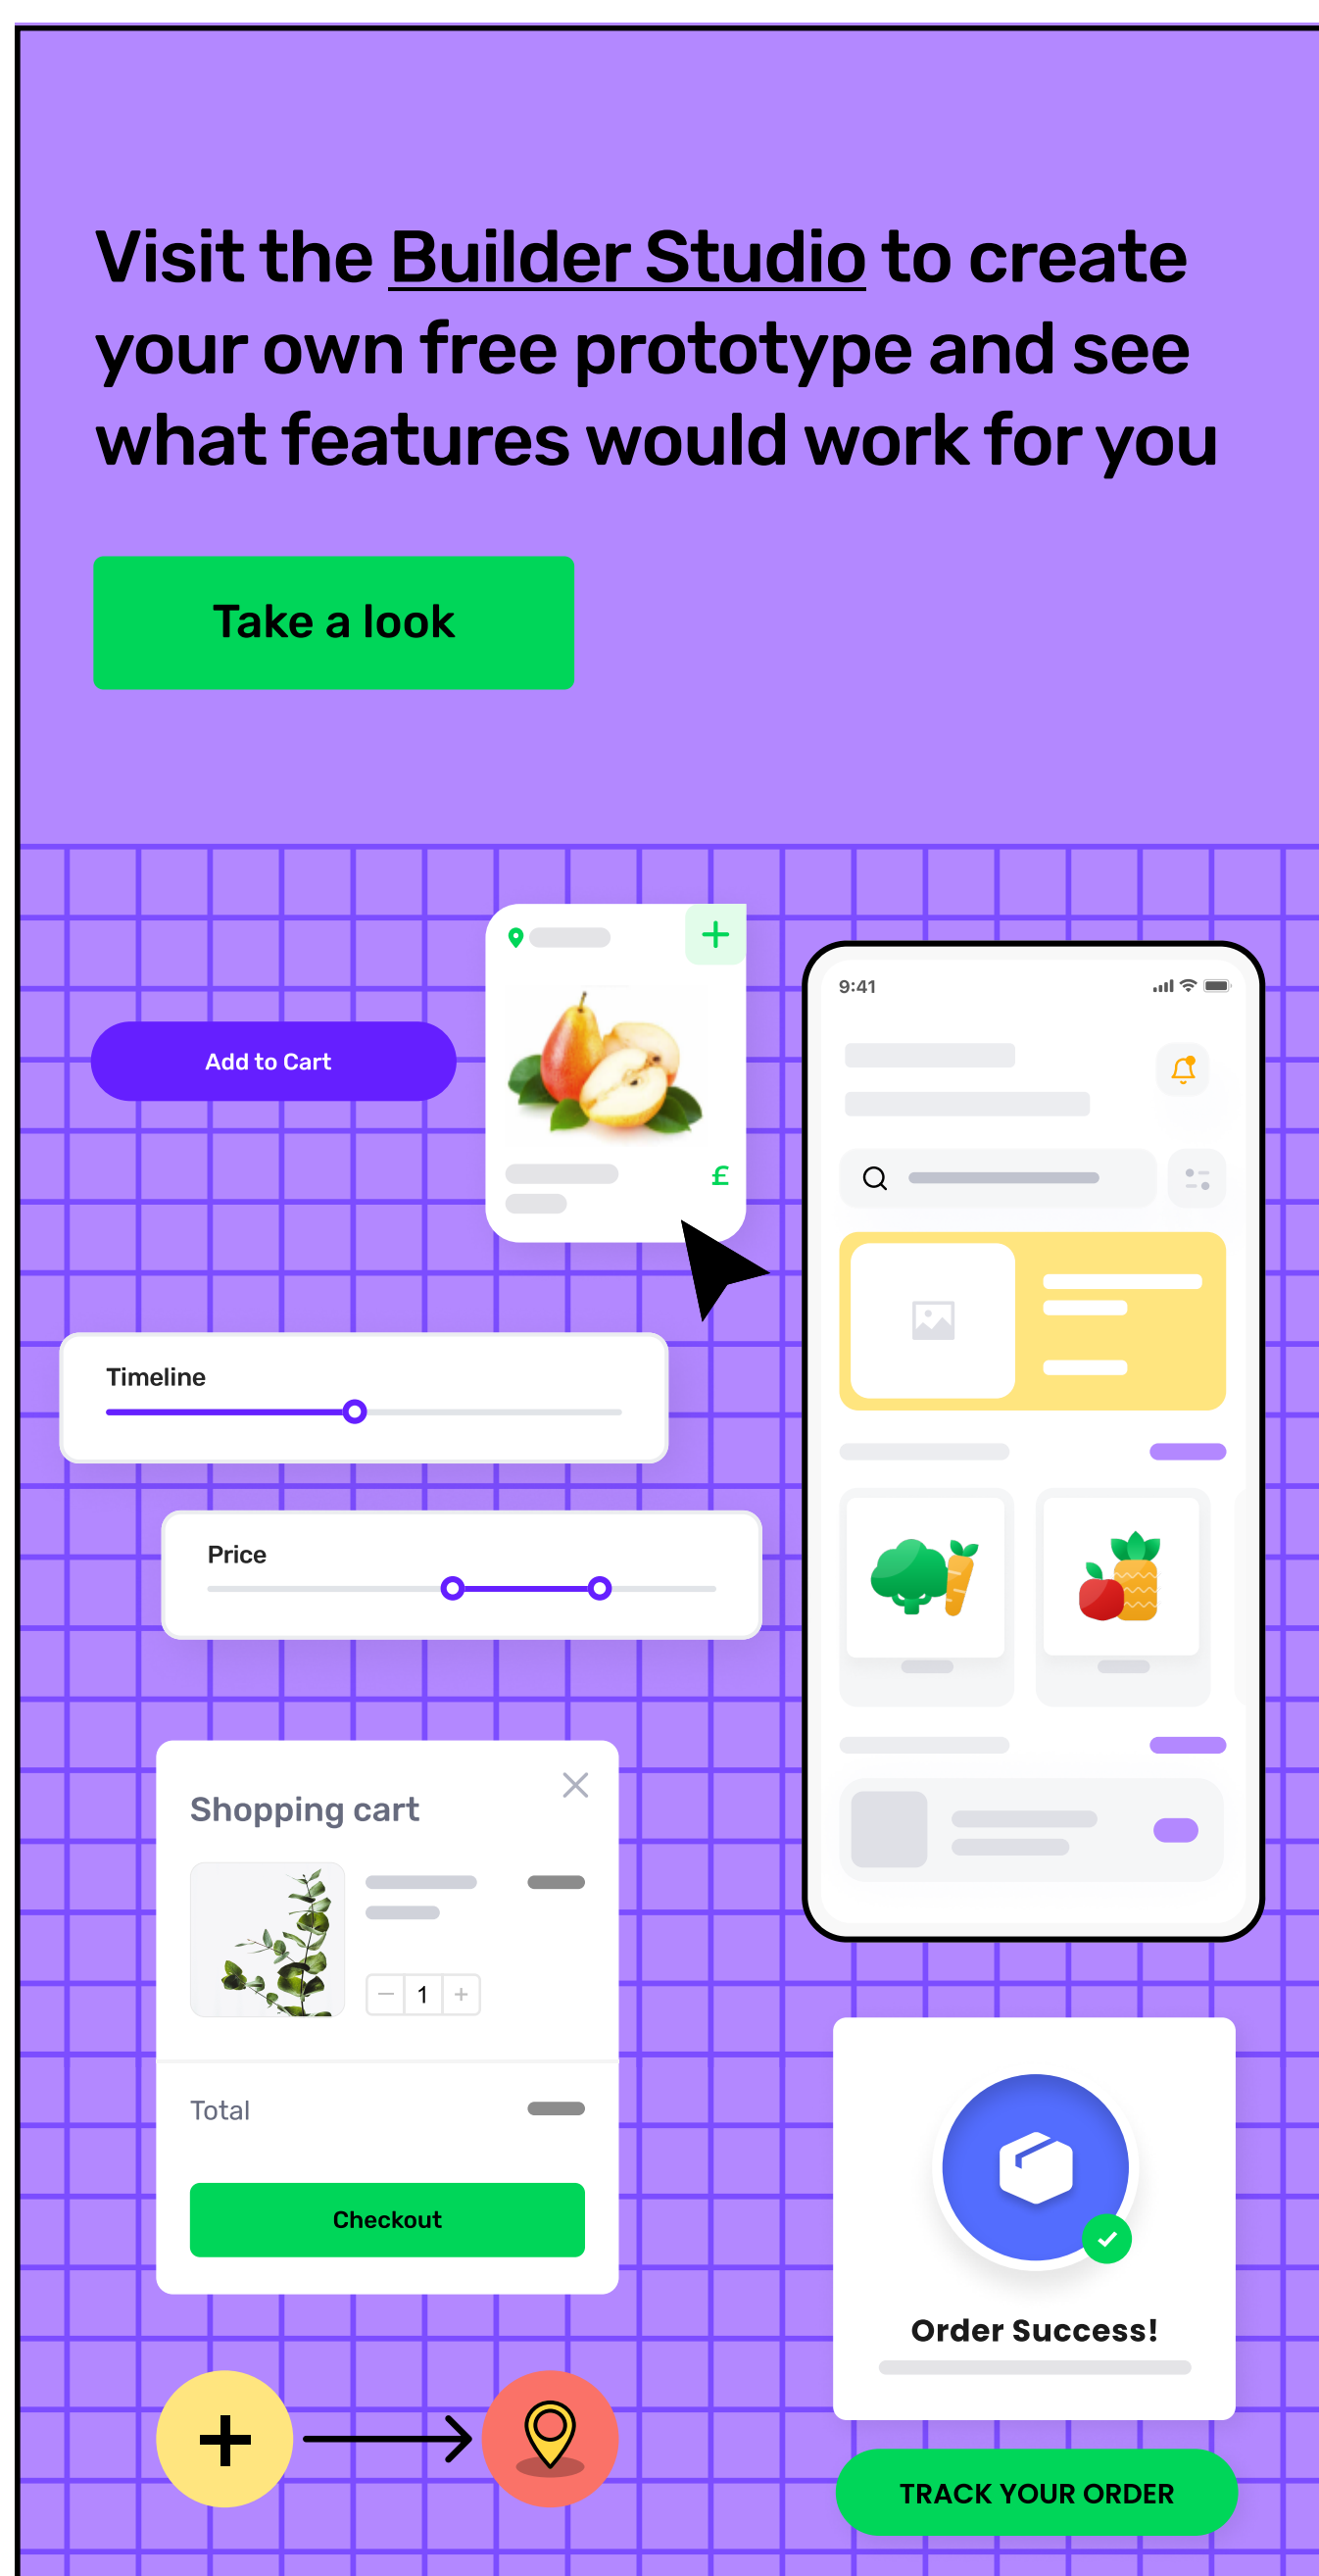 Visit the Builder Studio to create
your own free prototype and see
what features would work for you
Take a look
Add to Cart
£
9:41
Timeline
Price
Shopping cart
1
Total
Checkout
Order Success!
TRACK YOUR ORDER